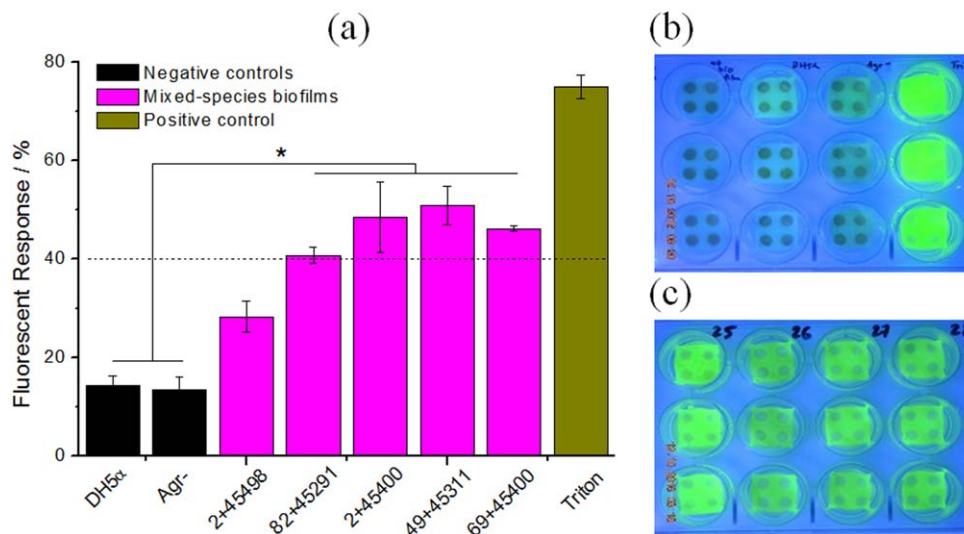 (a)
Fluorescent Response / %
80
60
40
20
0
Negative controls
Mixed-species biofilms
Positive control
*
DH5α
Agr-
2+45498
82+45291
2+45400
49+45311
69+45400
Triton
(b)
DH5α Agr-
(c)
25 26 27